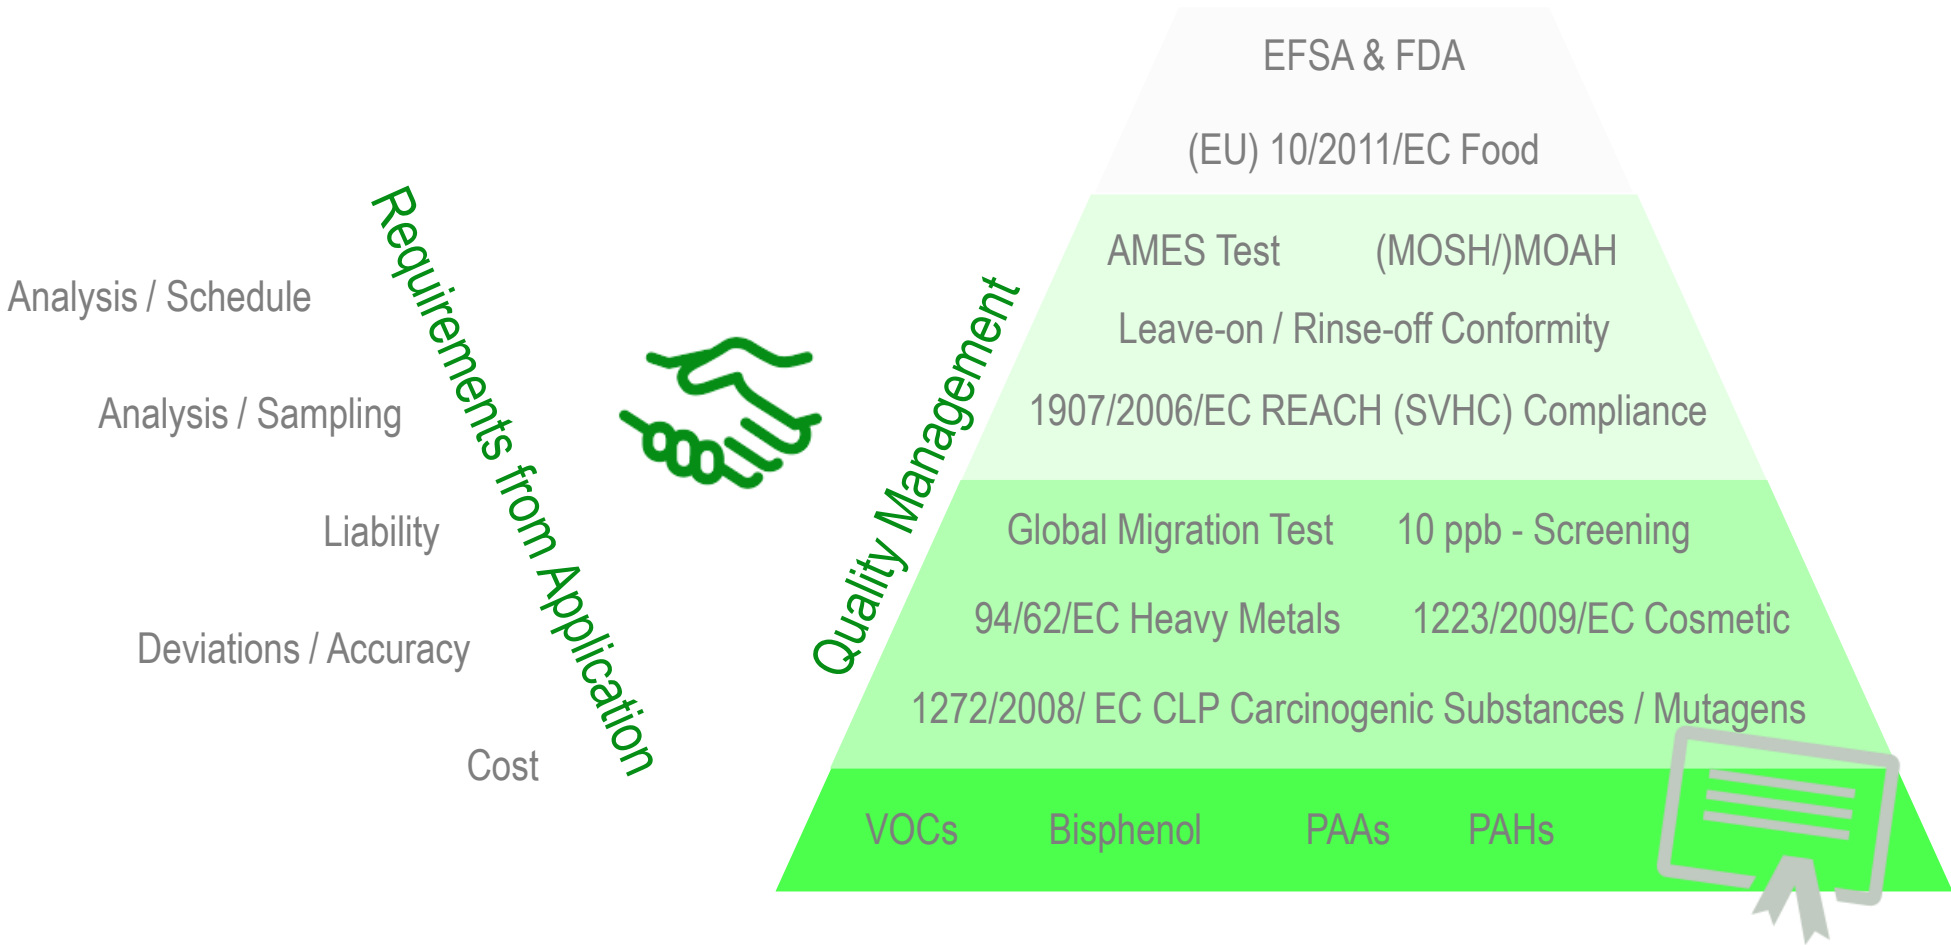 Analysis / Schedule
Analysis / Sampling
Liability
Deviations / Accuracy
Cost
Requirements from Application
Quality Management
EFSA & FDA
(EU) 10/2011/EC Food
AMES Test (MOSH/)MOAH
Leave-on / Rinse-off Conformity
1907/2006/EC REACH (SVHC) Compliance
Global Migration Test 10 ppb - Screening
94/62/EC Heavy Metals 1223/2009/EC Cosmetic
1272/2008/ EC CLP Carcinogenic Substances / Mutagens
VOCs Bisphenol PAAs PAHs